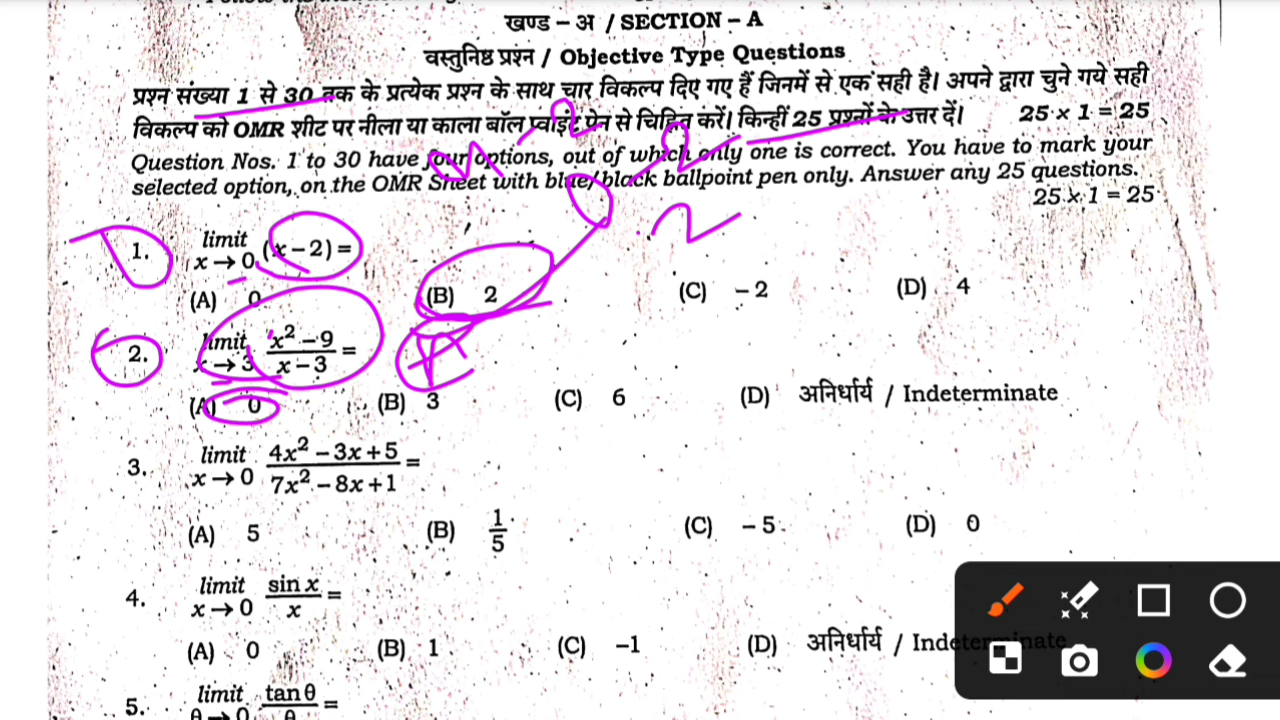 खण्ड – अ / SECTION – A
वस्तुनिष्ठ प्रश्न / Objective Type Questions
प्रश्न संख्या 1 से 30 तक के प्रत्येक प्रश्न के साथ चार विकल्प दिए गए हैं जिनमें से एक सही है। अपने द्वारा चुने गये सही
विकल्प को OMR शीट पर नीला या काला बॉल प्वाइंट पेन से चिह्नित करें। किन्हीं 25 प्रश्नों के उत्तर दें। 25 × 1 = 25
Question Nos. 1 to 30 have four options, out of which only one is correct. You have to mark your
selected option, on the OMR Sheet with blue/black ballpoint pen only. Answer any 25 questions.
25 × 1 = 25
1. limit x → 0 (x – 2) =
(A) 0 (B) 2 (C) – 2 (D) 4
2. limit x → 3 (x² – 9)/(x – 3) =
(A) 0 (B) 3 (C) 6 (D) अनिर्धार्य / Indeterminate
3. limit x → 0 (4x² – 3x + 5)/(7x² – 8x + 1) =
(A) 5 (B) 1/5 (C) – 5 (D) 0
4. limit x → 0 sin x / x =
(A) 0 (B) 1 (C) –1 (D) अनिर्धार्य / Indeterminate
5. limit θ → 0 tan θ / θ =